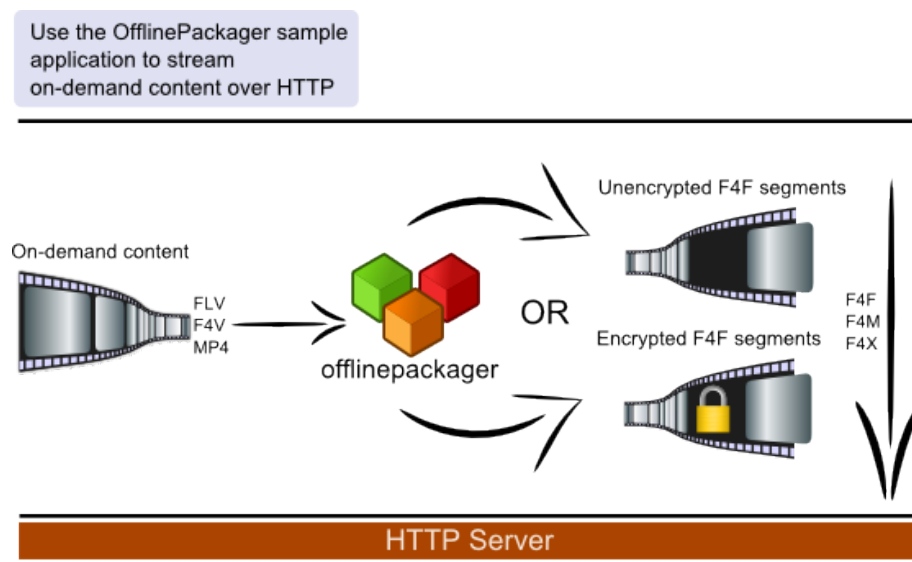 Use the OfflinePackager sample
application to stream
on-demand content over HTTP
On-demand content
FLV
F4V
MP4
offlinepackager
OR
Unencrypted F4F segments
Encrypted F4F segments
F4F
F4M
F4X
HTTP Server